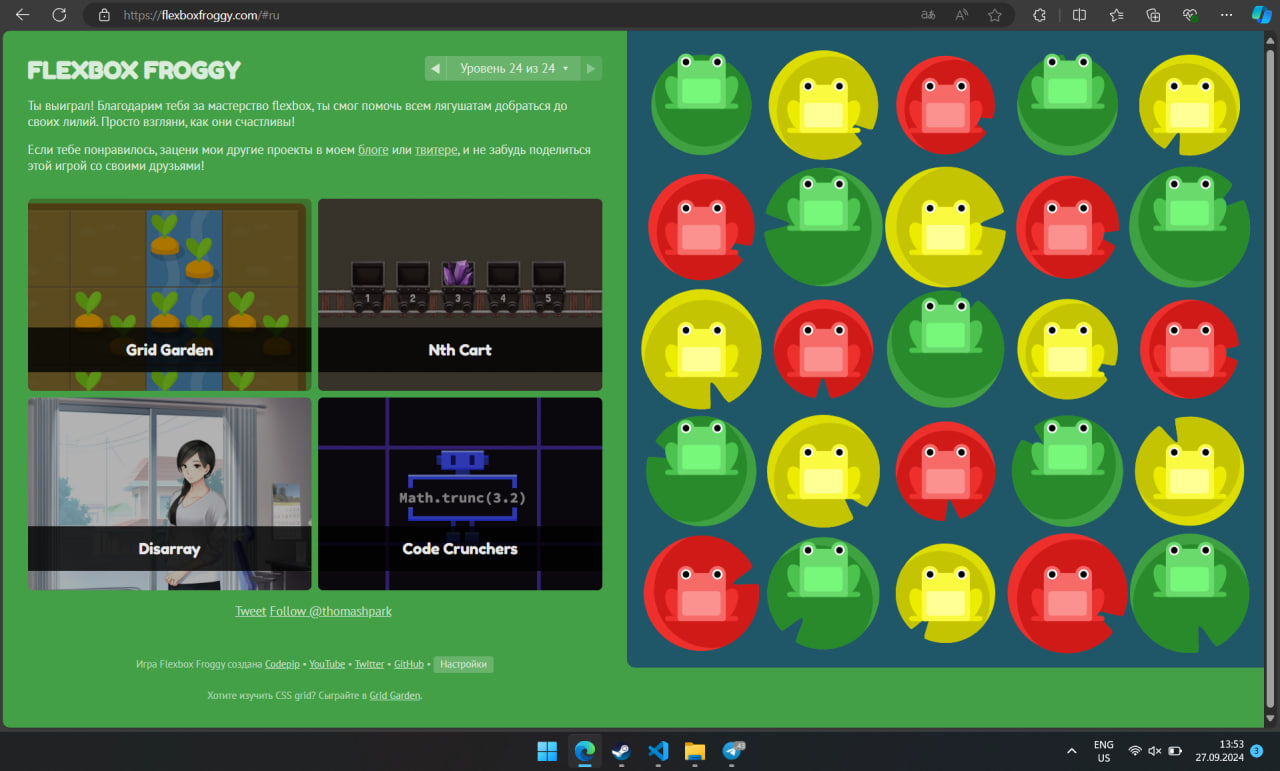 https://flexboxfroggy.com/#ru
FLEXBOX FROGGY
Уровень 24 из 24
Ты выиграл! Благодарим тебя за мастерство flexbox, ты смог помочь всем лягушатам добраться до
своих лилий. Просто взгляни, как они счастливы!
Если тебе понравилось, зацени мои другие проекты в моем блоге или твитере, и не забудь поделиться
этой игрой со своими друзьями!
Grid Garden
1 2 3 4 5
Nth Cart
Disarray
Math.trunc(3.2)
Code Crunchers
Tweet Follow @thomashpark
Игра Flexbox Froggy создана Codepip • YouTube • Twitter • GitHub • Настройки
Хотите изучить CSS grid? Сыграйте в Grid Garden.
43
ENG
US
13:53
27.09.2024
3